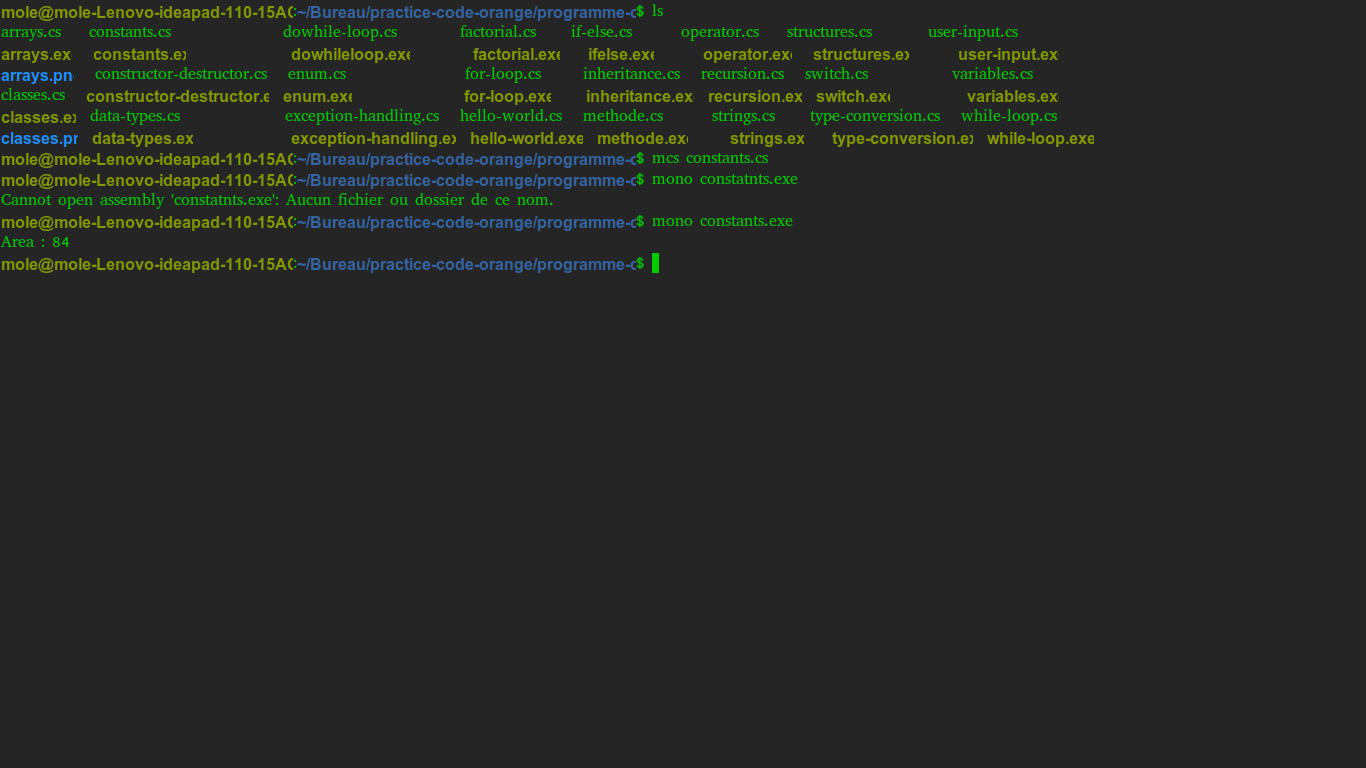 mole@mole-Lenovo-ideapad-110-15AC:~/Bureau/practice-code-orange/programme-c$ ls
arrays.cs constants.cs dowhile-loop.cs factorial.cs if-else.cs operator.cs structures.cs user-input.cs
arrays.ex constants.ex dowhileloop.exe factorial.exe ifelse.exe operator.exe structures.ex user-input.ex
arrays.pn constructor-destructor.cs enum.cs for-loop.cs inheritance.cs recursion.cs switch.cs variables.cs
classes.cs constructor-destructor.e enum.exe for-loop.exe inheritance.ex recursion.ex switch.exe variables.ex
classes.ex data-types.cs exception-handling.cs hello-world.cs methode.cs strings.cs type-conversion.cs while-loop.cs
classes.pn data-types.ex exception-handling.ex hello-world.exe methode.exe strings.ex type-conversion.ex while-loop.exe
mole@mole-Lenovo-ideapad-110-15AC:~/Bureau/practice-code-orange/programme-c$ mcs constants.cs
mole@mole-Lenovo-ideapad-110-15AC:~/Bureau/practice-code-orange/programme-c$ mono constatnts.exe
Cannot open assembly 'constatnts.exe': Aucun fichier ou dossier de ce nom.
mole@mole-Lenovo-ideapad-110-15AC:~/Bureau/practice-code-orange/programme-c$ mono constants.exe
Area : 84
mole@mole-Lenovo-ideapad-110-15AC:~/Bureau/practice-code-orange/programme-c$